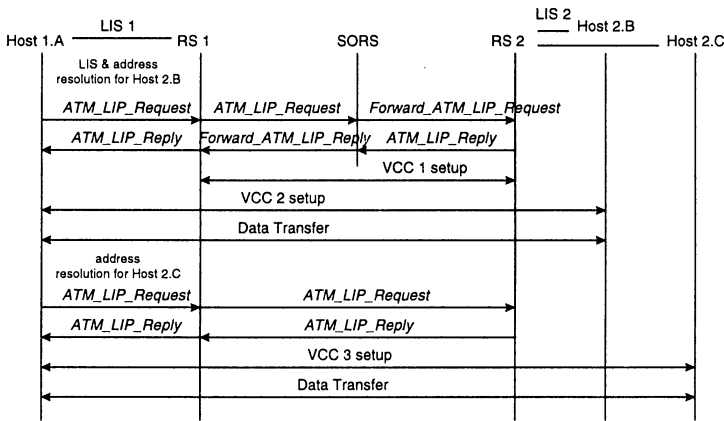 LIS 1
LIS 2
Host 1.A
RS 1
SORS
RS 2
Host 2.B
Host 2.C
LIS & address
resolution for Host 2.B
ATM_LIP_Request
ATM_LIP_Request
Forward_ATM_LIP_Request
ATM_LIP_Reply
Forward_ATM_LIP_Reply
ATM_LIP_Reply
VCC 1 setup
VCC 2 setup
Data Transfer
address
resolution for Host 2.C
ATM_LIP_Request
ATM_LIP_Request
ATM_LIP_Reply
ATM_LIP_Reply
VCC 3 setup
Data Transfer